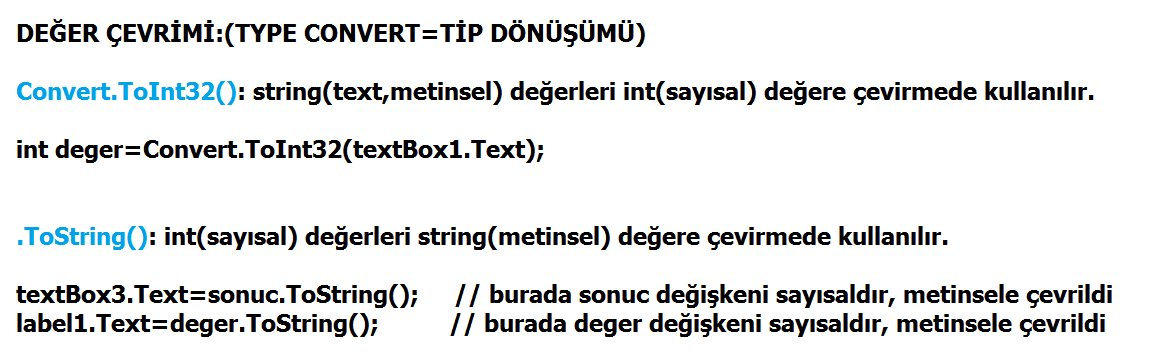 DEĞER ÇEVRİMİ:(TYPE CONVERT=TİP DÖNÜŞÜMÜ)
Convert.ToInt32(): string(text,metinsel) değerleri int(sayısal) değere çevirmede kullanılır.
int deger=Convert.ToInt32(textBox1.Text);
.ToString(): int(sayısal) değerleri string(metinsel) değere çevirmede kullanılır.
textBox3.Text=sonuc.ToString(); // burada sonuc değişkeni sayısaldır, metinsele çevrildi
label1.Text=deger.ToString(); // burada deger değişkeni sayısaldır, metinsele çevrildi